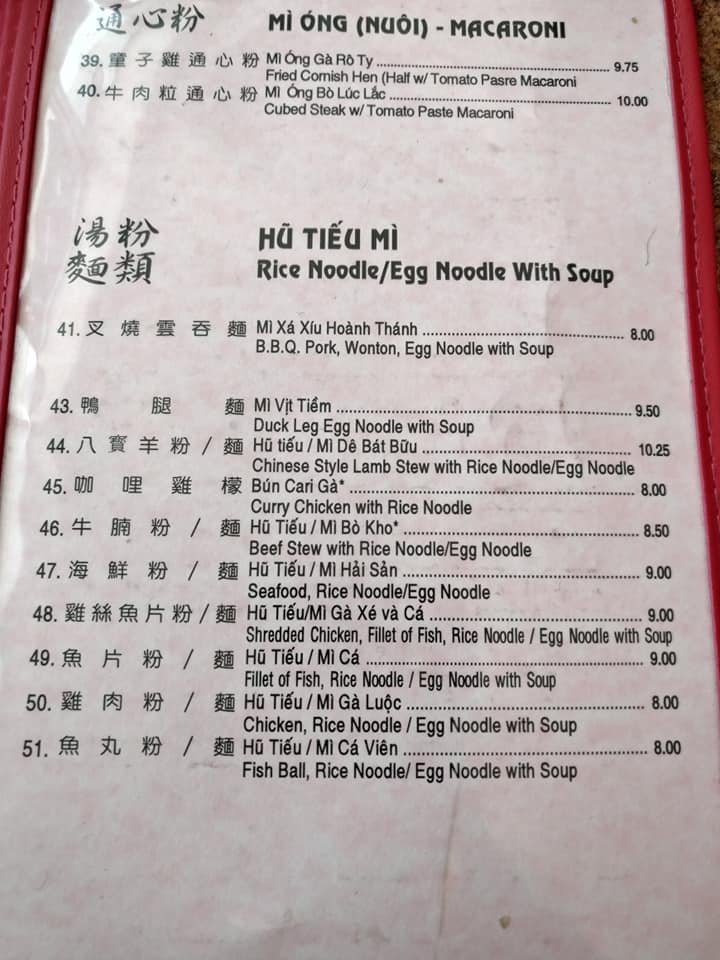 通心粉 MÌ ÓNG (NUÔI) - MACARONI
39. 童子雞通心粉 Mì Óng Gà Rô Ty 9.75
Fried Cornish Hen (Half w/ Tomato Pasre Macaroni
40. 牛肉粒通心粉 Mì Óng Bò Lúc Lắc 10.00
Cubed Steak w/ Tomato Paste Macaroni
湯粉 HŨ TIẾU MÌ
麵類 Rice Noodle/Egg Noodle With Soup
41. 叉燒雲吞麵 Mì Xá Xíu Hoành Thánh 8.00
B.B.Q. Pork, Wonton, Egg Noodle with Soup
43. 鴨腿麵 Mì Vịt Tiềm 9.50
Duck Leg Egg Noodle with Soup
44. 八寶羊粉/麵 Hũ tiếu / Mì Dê Bát Bữu 10.25
Chinese Style Lamb Stew with Rice Noodle/Egg Noodle
45. 咖哩雞檬 Bún Cari Gà* 8.00
Curry Chicken with Rice Noodle
46. 牛腩粉/麵 Hũ Tiếu / Mì Bò Kho* 8.50
Beef Stew with Rice Noodle/Egg Noodle
47. 海鮮粉/麵 Hũ Tiếu / Mì Hải Sản 9.00
Seafood, Rice Noodle/Egg Noodle
48. 雞絲魚片粉/麵 Hũ Tiếu/Mì Gà Xé và Cá 9.00
Shredded Chicken, Fillet of Fish, Rice Noodle / Egg Noodle with Soup
49. 魚片粉/麵 Hũ Tiếu / Mì Cá 9.00
Fillet of Fish, Rice Noodle / Egg Noodle with Soup
50. 雞肉粉/麵 Hũ Tiếu / Mì Gà Luộc 8.00
Chicken, Rice Noodle / Egg Noodle with Soup
51. 魚丸粉/麵 Hũ Tiếu / Mì Cá Viên 8.00
Fish Ball, Rice Noodle/ Egg Noodle with Soup